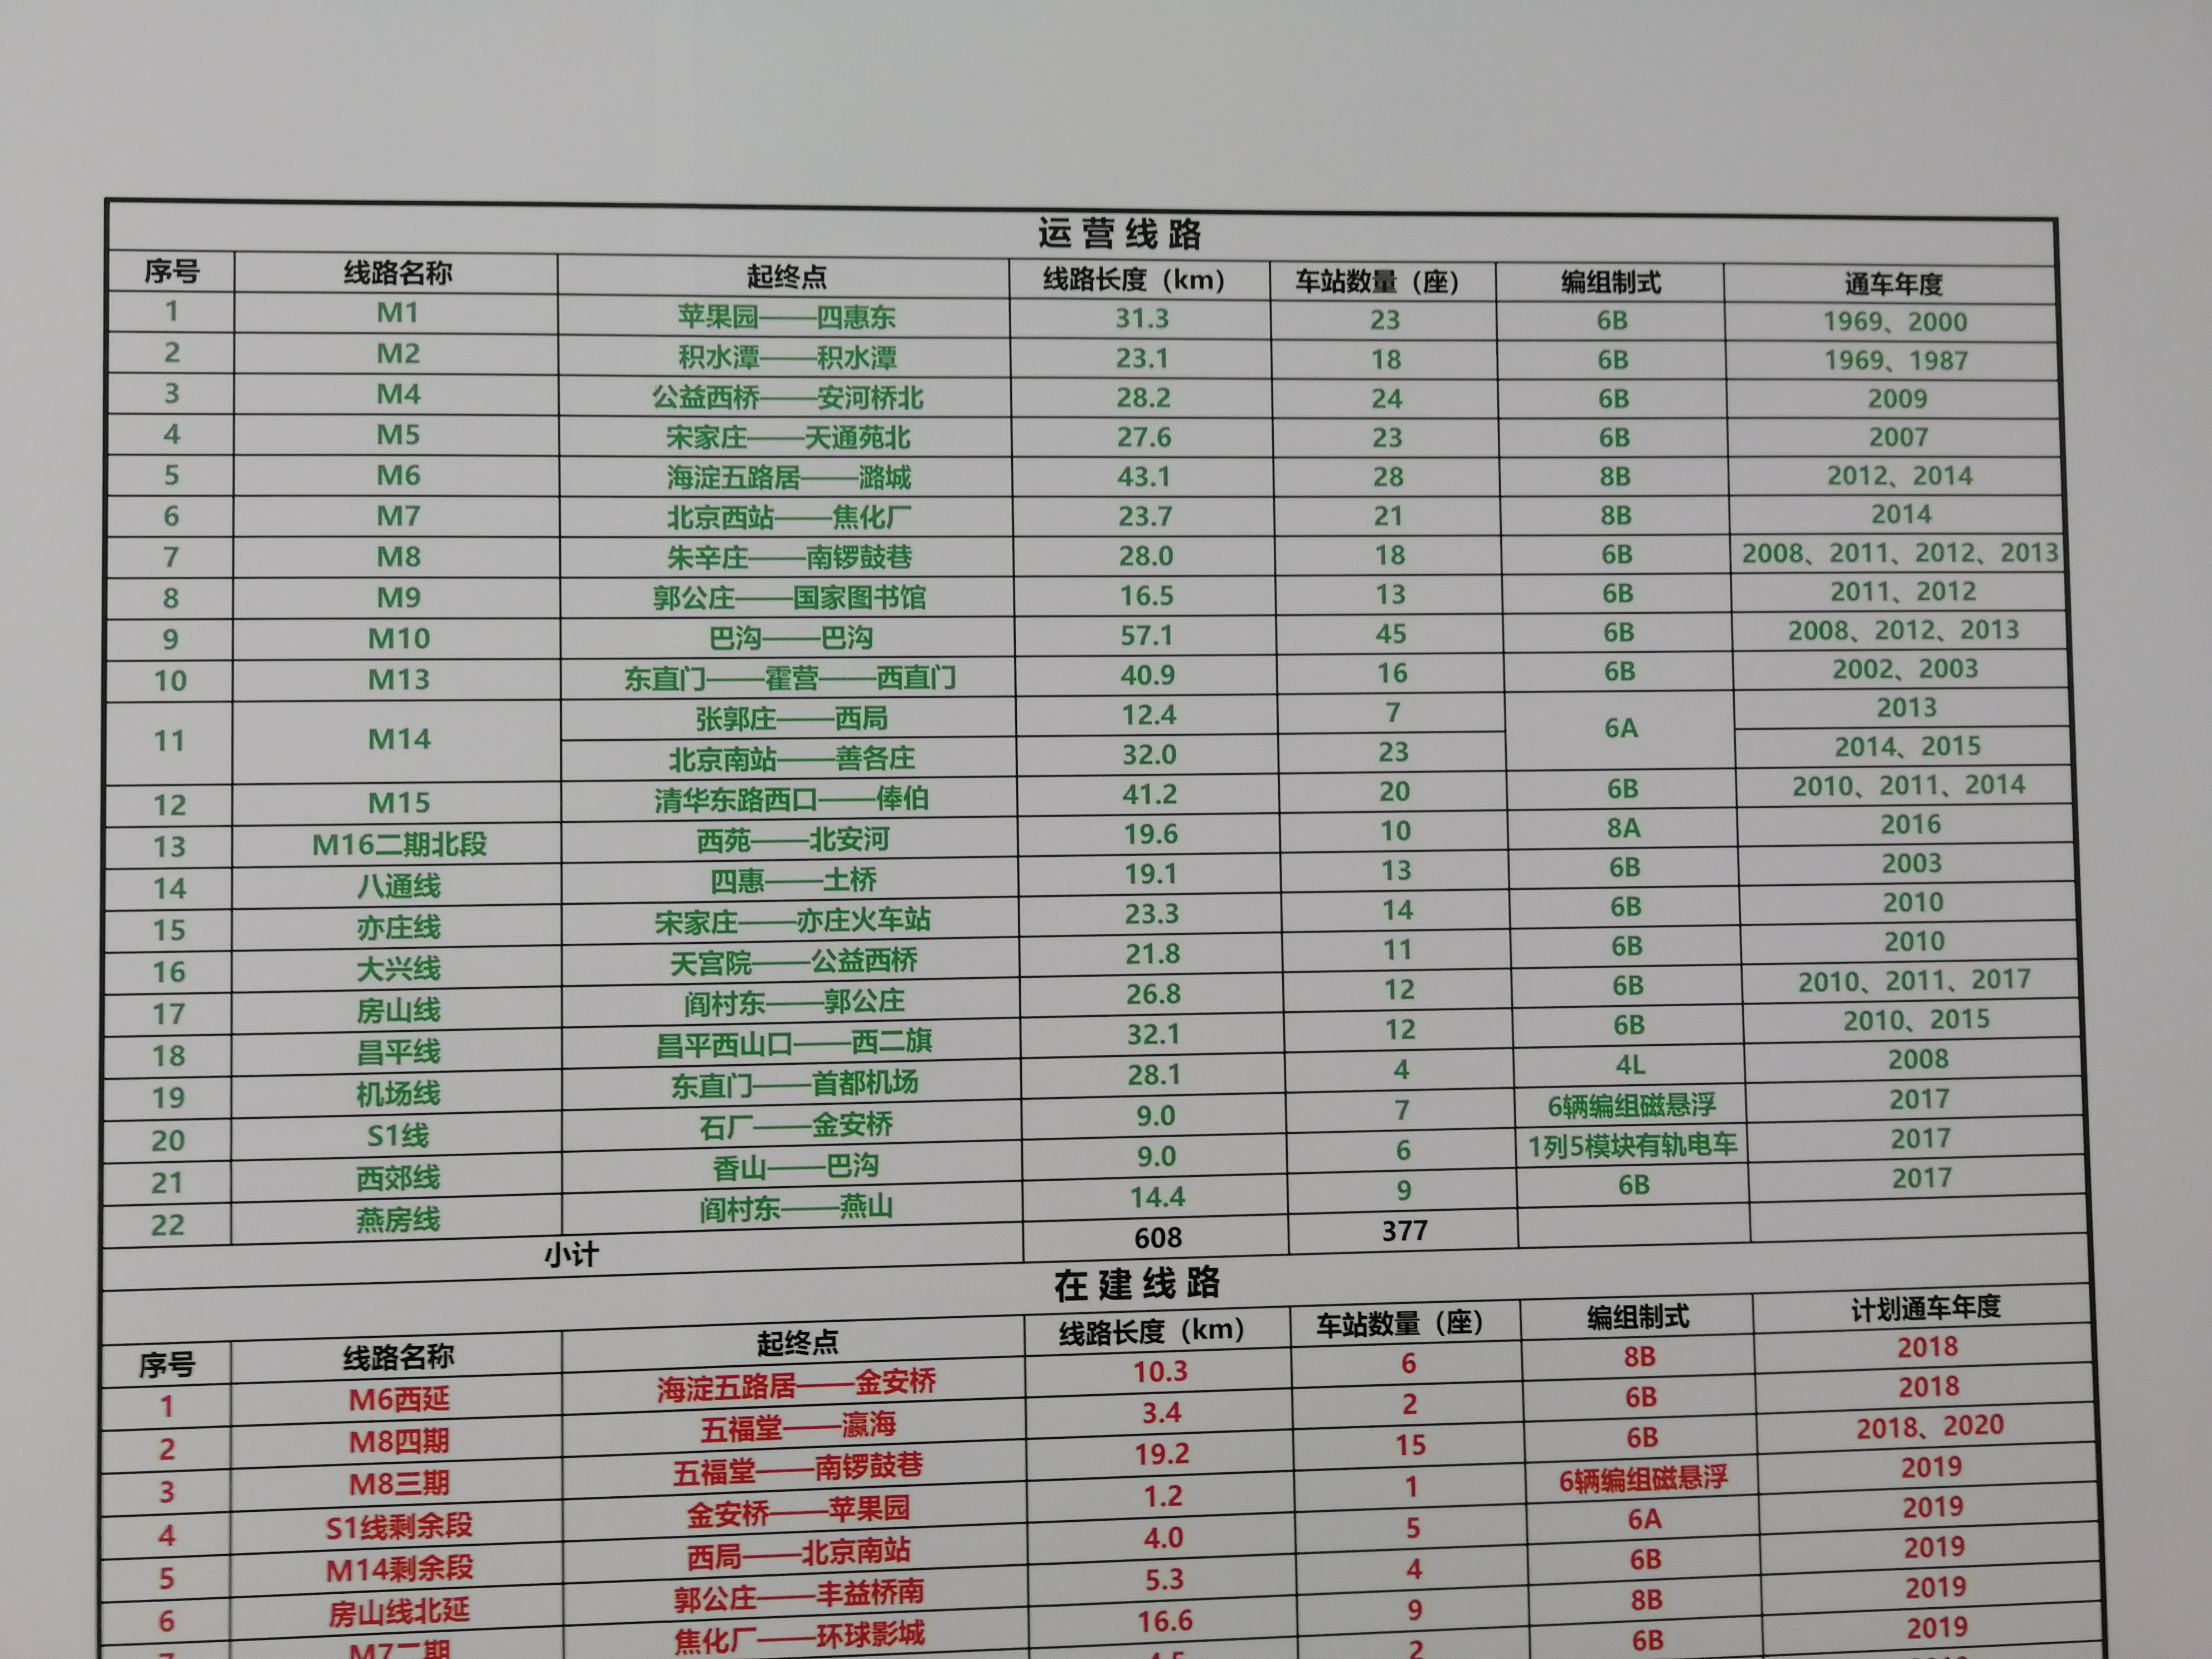 运营线路
序号 线路名称 起终点 线路长度（km） 车站数量（座） 编组制式 通车年度
1 M1 苹果园——四惠东 31.3 23 6B 1969、2000
2 M2 积水潭——积水潭 23.1 18 6B 1969、1987
3 M4 公益西桥——安河桥北 28.2 24 6B 2009
4 M5 宋家庄——天通苑北 27.6 23 6B 2007
5 M6 海淀五路居——潞城 43.1 28 8B 2012、2014
6 M7 北京西站——焦化厂 23.7 21 8B 2014
7 M8 朱辛庄——南锣鼓巷 28.0 18 6B 2008、2011、2012、2013
8 M9 郭公庄——国家图书馆 16.5 13 6B 2011、2012
9 M10 巴沟——巴沟 57.1 45 6B 2008、2012、2013
10 M13 东直门——霍营——西直门 40.9 16 6B 2002、2003
11 M14 张郭庄——西局 12.4 7 6A 2013
北京南站——善各庄 32.0 23 2014、2015
12 M15 清华东路西口——俸伯 41.2 20 6B 2010、2011、2014
13 M16二期北段 西苑——北安河 19.6 10 8A 2016
14 八通线 四惠——土桥 19.1 13 6B 2003
15 亦庄线 宋家庄——亦庄火车站 23.3 14 6B 2010
16 大兴线 天宫院——公益西桥 21.8 11 6B 2010
17 房山线 阎村东——郭公庄 26.8 12 6B 2010、2011、2017
18 昌平线 昌平西山口——西二旗 32.1 12 6B 2010、2015
19 机场线 东直门——首都机场 28.1 4 4L 2008
20 S1线 石厂——金安桥 9.0 7 6辆编组磁悬浮 2017
21 西郊线 香山——巴沟 9.0 6 1列5模块有轨电车 2017
22 燕房线 阎村东——燕山 14.4 9 6B 2017
小计 608 377
在建线路
序号 线路名称 起终点 线路长度（km） 车站数量（座） 编组制式 计划通车年度
1 M6西延 海淀五路居——金安桥 10.3 6 8B 2018
2 M8四期 五福堂——瀛海 3.4 2 6B 2018
3 M8三期 五福堂——南锣鼓巷 19.2 15 6B 2018、2020
4 S1线剩余段 金安桥——苹果园 1.2 1 6辆编组磁悬浮 2019
5 M14剩余段 西局——北京南站 4.0 5 6A 2019
6 房山线北延 郭公庄——丰益桥南 5.3 4 6B 2019
M7二期 焦化厂——环球影城 16.6 9 8B 2019
2 6B 2019